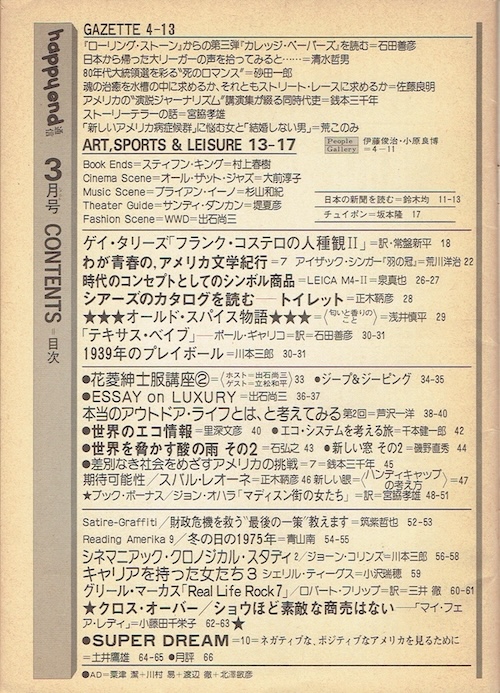 happyend通信
3月号 CONTENTS=目次
GAZETTE 4-13
「ローリング・ストーン」からの第三弾『カレッジ・ペーパーズ』を読む=石田善彦
日本から帰った大リーガーの声を拾ってみると……=清水哲男
80年代大統領選を彩る“死のロマンス”=砂田一郎
魂の治癒を水槽の中に求めるか、それともストリート・レースに求めるか=佐藤良明
アメリカの“演説ジャーナリズム”講演集が綴る同時代史=銭本三千年
ストーリーテラーの話=宮脇孝雄
「新しいアメリカ病症候群」に悩む女と「結婚しない男」=荒このみ
ART,SPORTS & LEISURE 13-17
People Gallery 伊藤俊治・小原良博=4-11
Book Ends=スティフン・キング=村上春樹
Cinema Scene=オール・ザット・ジャズ=大前淳子
Music Scene=ブライアン・イーノ=杉山和紀
Theater Guide=サンディ・ダンカン=堤夏彦
Fashion Scene=WWD=出石尚三
日本の新聞を読む=鈴木均 11-13
チュイボン=坂本隆 17
ゲイ・タリーズ「フランク・コステロの人種観II」=訳・常盤新平 18
わが青春の、アメリカ文学紀行=7 アイザック・シンガー「羽の冠」=荒川洋治 22
時代のコンセプトとしてのシンボル商品=LEICA M4-II=泉真也 26-27
シアーズのカタログを読む―トイレット=正木鞆彦 28
★★★オールド・スパイス物語★★★〈匂いと香りのこと〉=浅井愼平 29
「テキサス・ベイブ」―ポール・ギャリコ=訳・石田善彦 30-31
1939年のプレイボール=川本三郎 30-31
●花菱紳士服講座②=〈ホスト=出石尚三 ゲスト=立松和平〉33 ●ジープ&ジーピング 34-35
●ESSAY on LUXURY=出石尚三 36-37
本当のアウトドア・ライフとは、と考えてみる 第2回=芦沢一洋 38-40
●世界のエコ情報=里深文彦 40 ●エコ・システムを考える旅=千本健一郎 42
●世界を脅かす酸の雨 その2=石弘之 43 ●新しい窓 その2=磯野直秀 44
●差別なき社会をめざすアメリカの挑戦=7=銭本三千年 45
期待可能性/スバル・レオーネ=正木鞆彦 46 新しい眼=〈ハンディキャップの考え方〉=47
★ブック・ボーナス/ジョン・オハラ「マディスン街の女たち」=訳=宮脇孝雄 48-51
Satire-Graffiti/財政危機を救う“最後の一策”教えます=筑紫哲也 52-53
Reading Amerika 9/冬の日の1975年=青山南 54-55
シネマニアック・クロノジカル・スタディ2/ジョーン・コリンズ=川本三郎 56-58
キャリアを持った女たち3 シェリル・ティーグス=小沢瑞穂 59
グリール・マーカス「Real Life Rock7」/ロバート・フリップ=訳=三井 徹 60-61
★クロス・オーバー/ショウほど素敵な商売はない―「マイ・フェア・レディ」=小藤田千栄子 62-63★
●SUPER DREAM=10=ネガティブな、ポジティブなアメリカを見るために
=土井鷹雄 64-65 ●月評 66
●AD=粟津 潔+川村 易+渡辺 徹+北澤敏彦